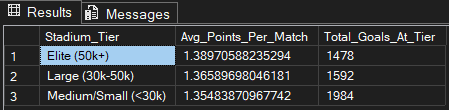 Results Messages
Stadium_Tier Avg_Points_Per_Match Total_Goals_At_Tier
1 Elite (50k+) 1.38970588235294 1478
2 Large (30k-50k) 1.36589698046181 1592
3 Medium/Small (<30k) 1.35483870967742 1984